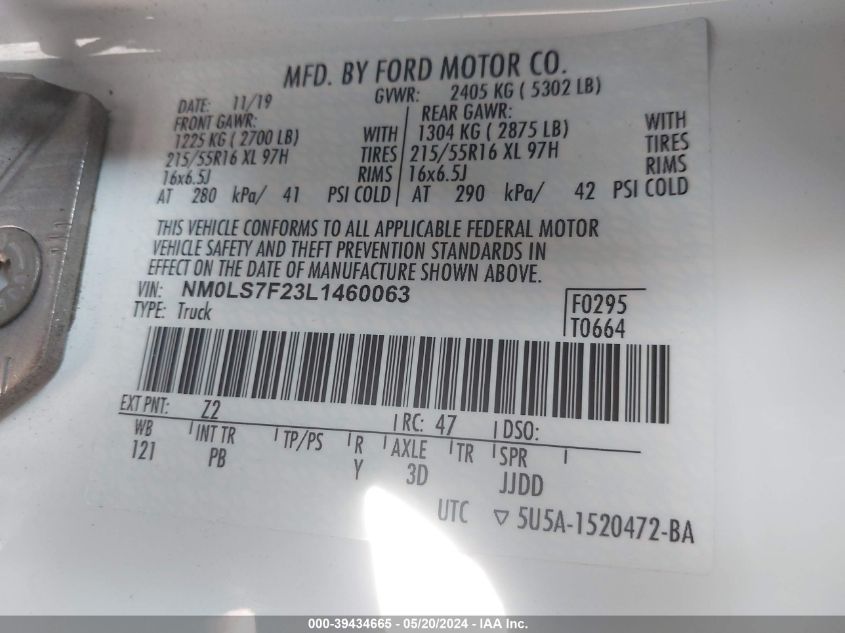 MFD. BY FORD MOTOR CO.
DATE: 11/19 GVWR: 2405 KG ( 5302 LB)
FRONT GAWR: REAR GAWR:
1225 KG ( 2700 LB) WITH 1304 KG ( 2875 LB) WITH
215/55R16 XL 97H TIRES 215/55R16 XL 97H TIRES
16x6.5J RIMS 16x6.5J RIMS
AT 280 kPa/ 41 PSI COLD AT 290 kPa/ 42 PSI COLD
THIS VEHICLE CONFORMS TO ALL APPLICABLE FEDERAL MOTOR
VEHICLE SAFETY AND THEFT PREVENTION STANDARDS IN
EFFECT ON THE DATE OF MANUFACTURE SHOWN ABOVE.
VIN: NM0LS7F23L1460063 F0295
TYPE: Truck T0664
EXT PNT: Z2 RC: 47 DSO:
WB INT TR TP/PS R AXLE TR SPR
121 PB Y 3D JJDD
UTC ▽ 5U5A-1520472-BA
000-39434665 - 05/20/2024 - IAA Inc.